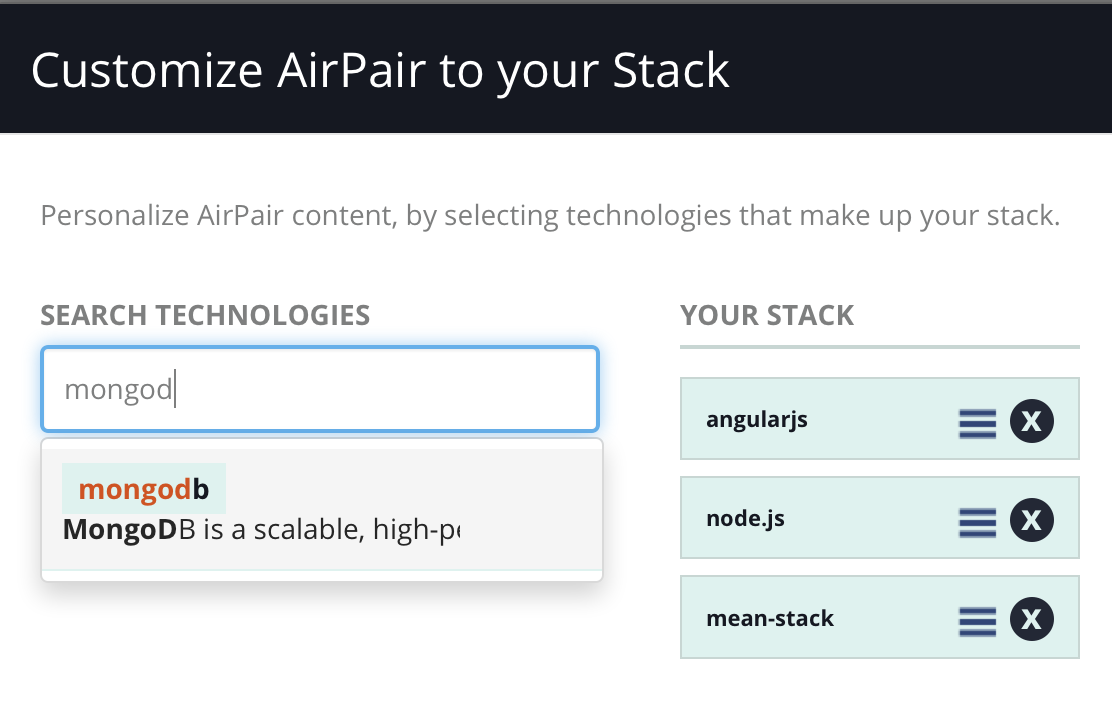 Customize AirPair to your Stack
Personalize AirPair content, by selecting technologies that make up your stack.
SEARCH TECHNOLOGIES
mongod
mongodb
MongoDB is a scalable, high-pe
YOUR STACK
angularjs
X
node.js
X
mean-stack
X